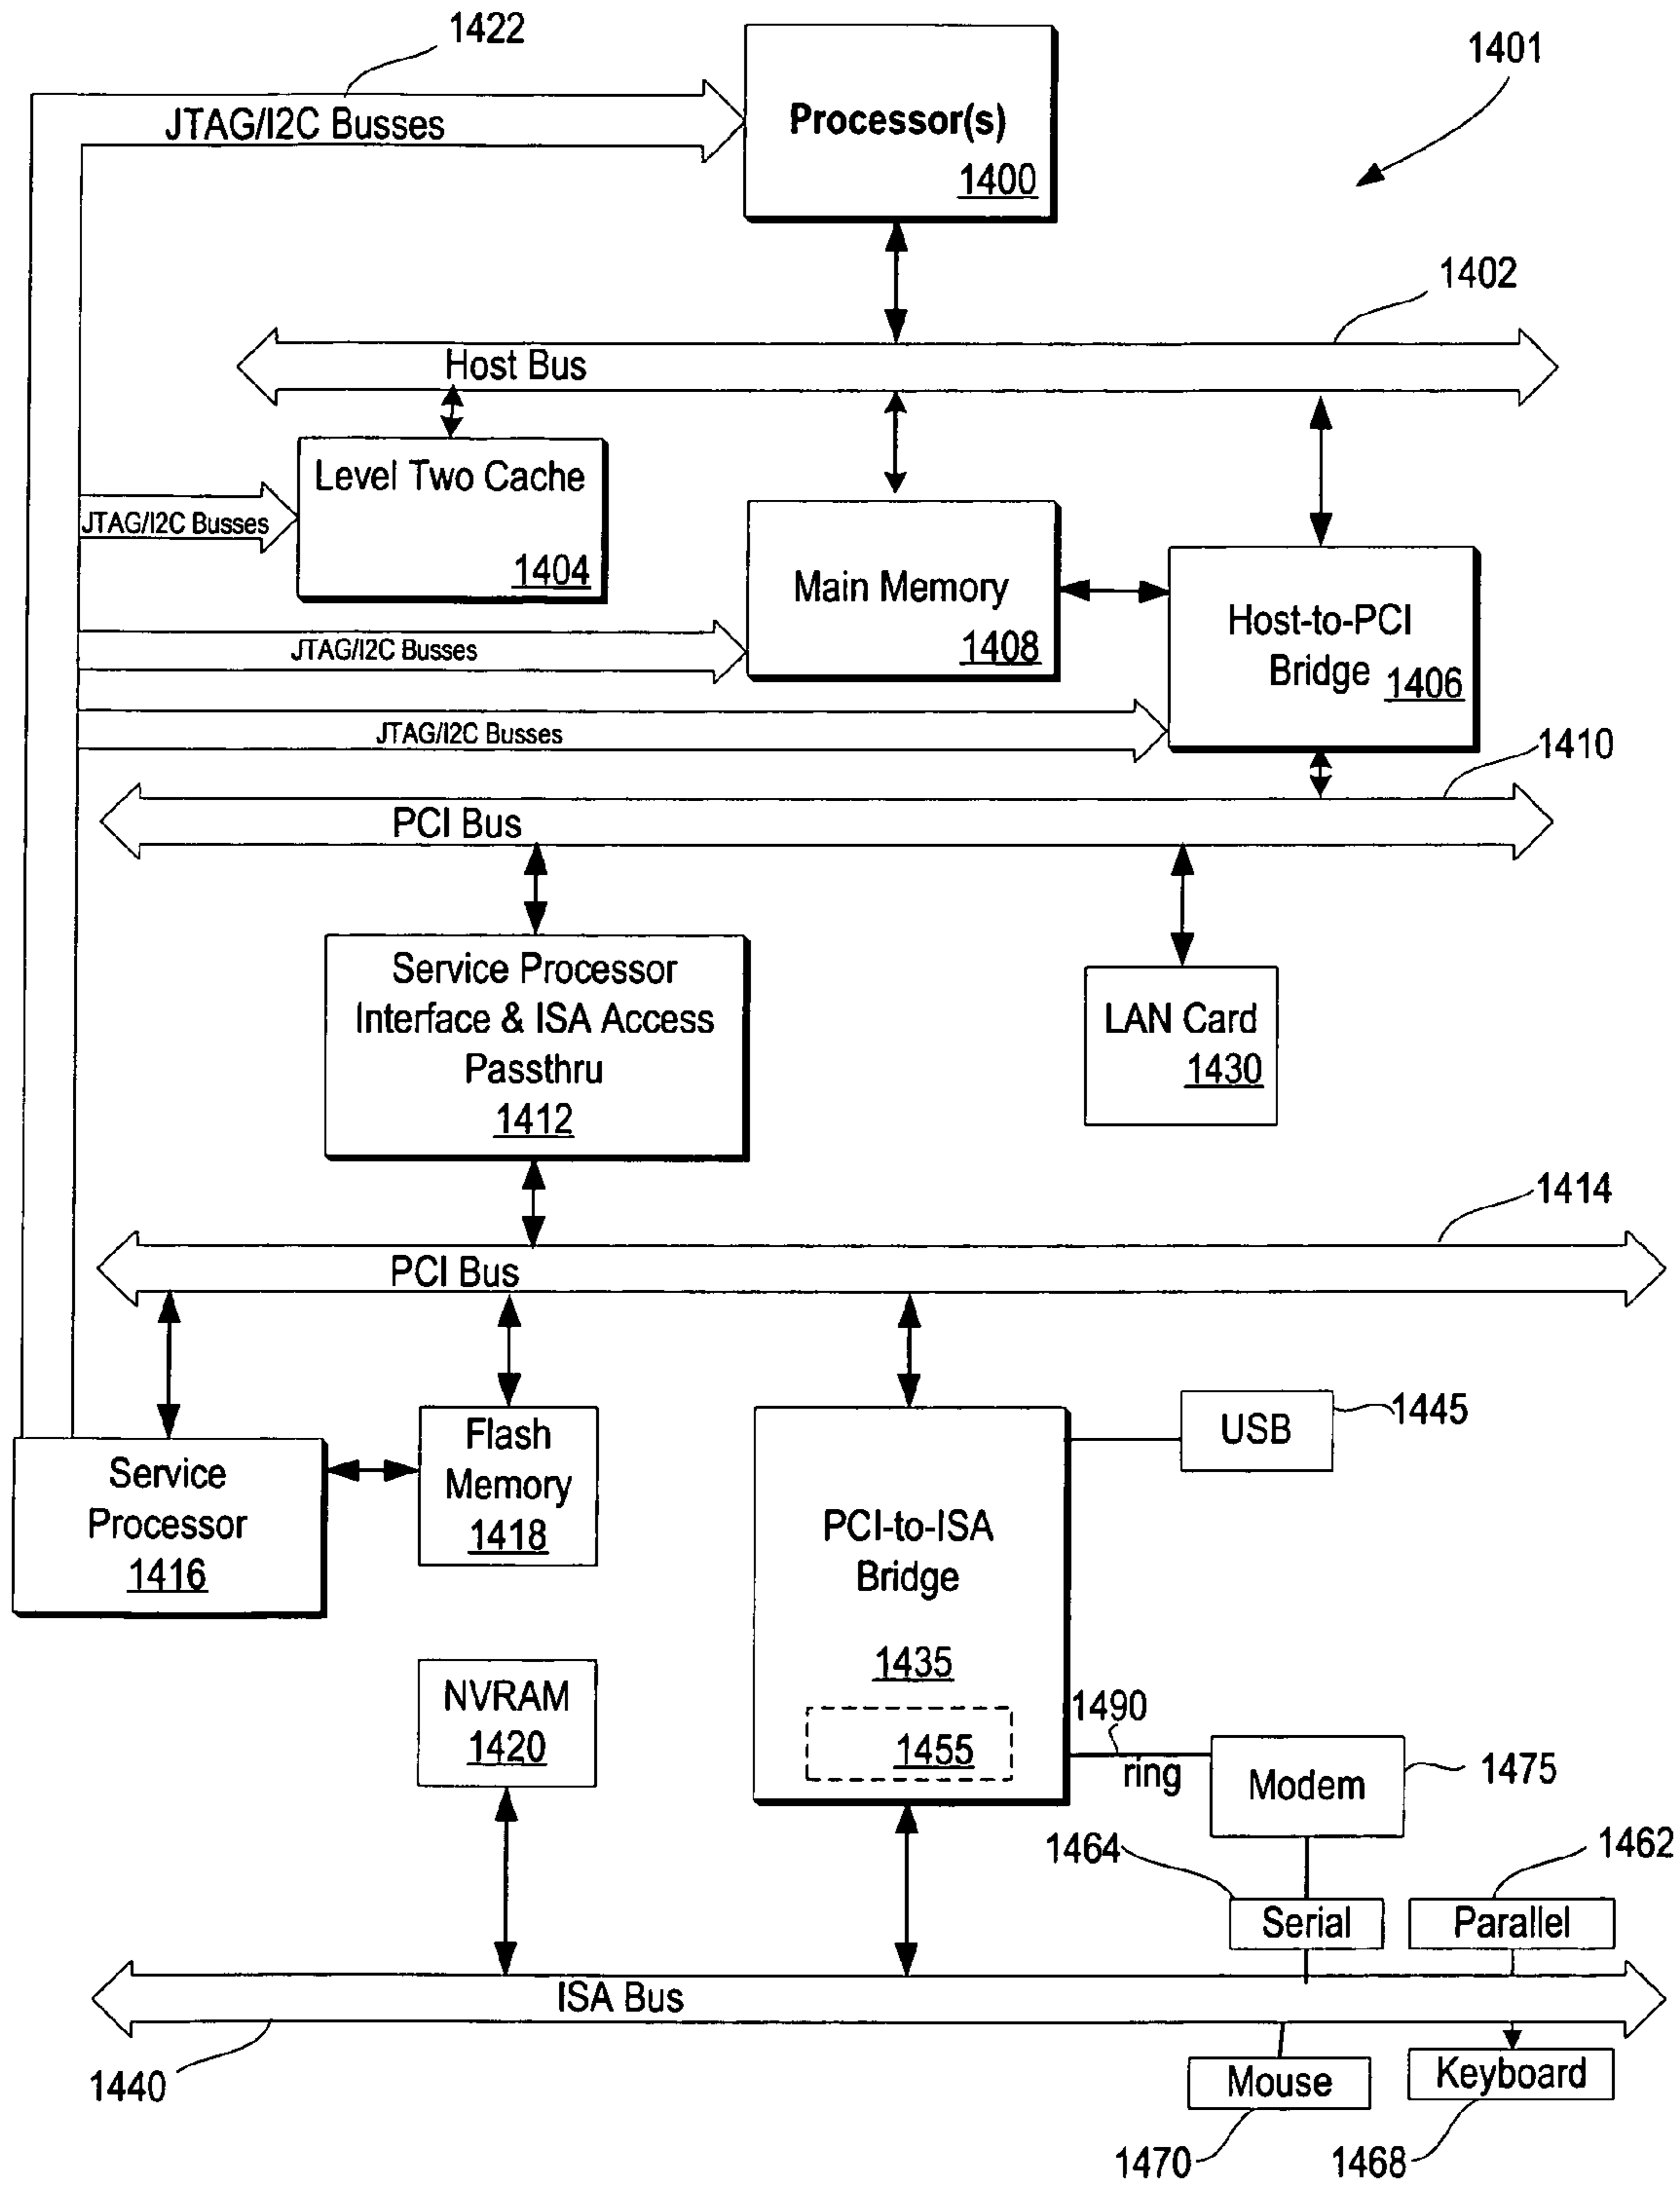 1422
1401
JTAG/I2C Busses
Processor(s)
1400
1402
Host Bus
Level Two Cache
1404
JTAG/I2C Busses
Main Memory
1408
Host-to-PCI
Bridge 1406
JTAG/I2C Busses
JTAG/I2C Busses
1410
PCI Bus
Service Processor
Interface & ISA Access
Passthru
1412
LAN Card
1430
1414
PCI Bus
Service
Processor
1416
Flash
Memory
1418
PCI-to-ISA
Bridge
1435
1455
USB
1445
NVRAM
1420
1490
ring
Modem
1475
1464
1462
Serial
Parallel
ISA Bus
1440
Mouse
Keyboard
1470
1468